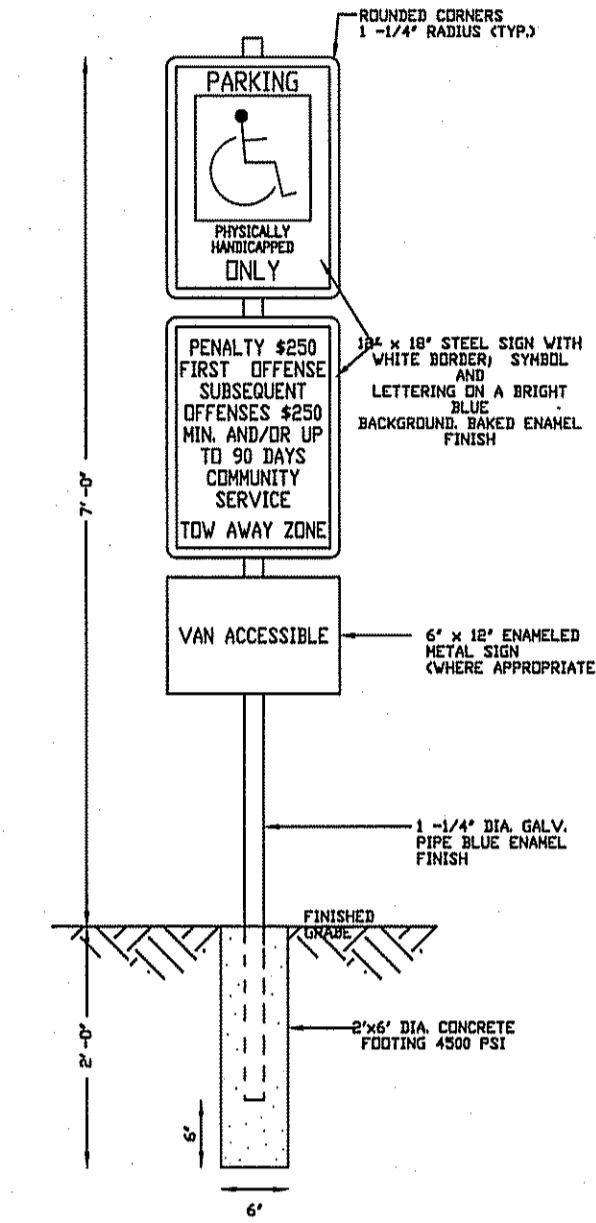 ROUNDED CORNERS
1 -1/4" RADIUS (TYP.)
PARKING
PHYSICALLY
HANDICAPPED
ONLY
12" x 18" STEEL SIGN WITH
WHITE BORDER; SYMBOL
AND
LETTERING ON A BRIGHT
BLUE
BACKGROUND. BAKED ENAMEL
FINISH
PENALTY $250
FIRST OFFENSE
SUBSEQUENT
OFFENSES $250
MIN. AND/OR UP
TO 90 DAYS
COMMUNITY
SERVICE
TOW AWAY ZONE
7'-0"
VAN ACCESSIBLE
6" x 12" ENAMELED
METAL SIGN
(WHERE APPROPRIATE
1 -1/4" DIA. GALV.
PIPE BLUE ENAMEL
FINISH
FINISHED
GRADE
2'-0"
2'x6" DIA. CONCRETE
FOOTING 4500 PSI
6"
6"